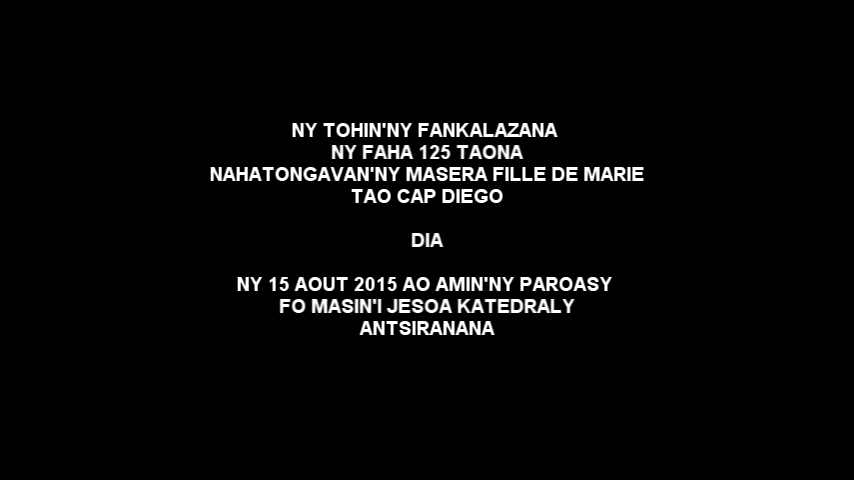 NY TOHIN'NY FANKALAZANA
NY FAHA 125 TAONA
NAHATONGAVAN'NY MASERA FILLE DE MARIE
TAO CAP DIEGO
DIA
NY 15 AOUT 2015 AO AMIN'NY PAROASY
FO MASIN'I JESOA KATEDRALY
ANTSIRANANA